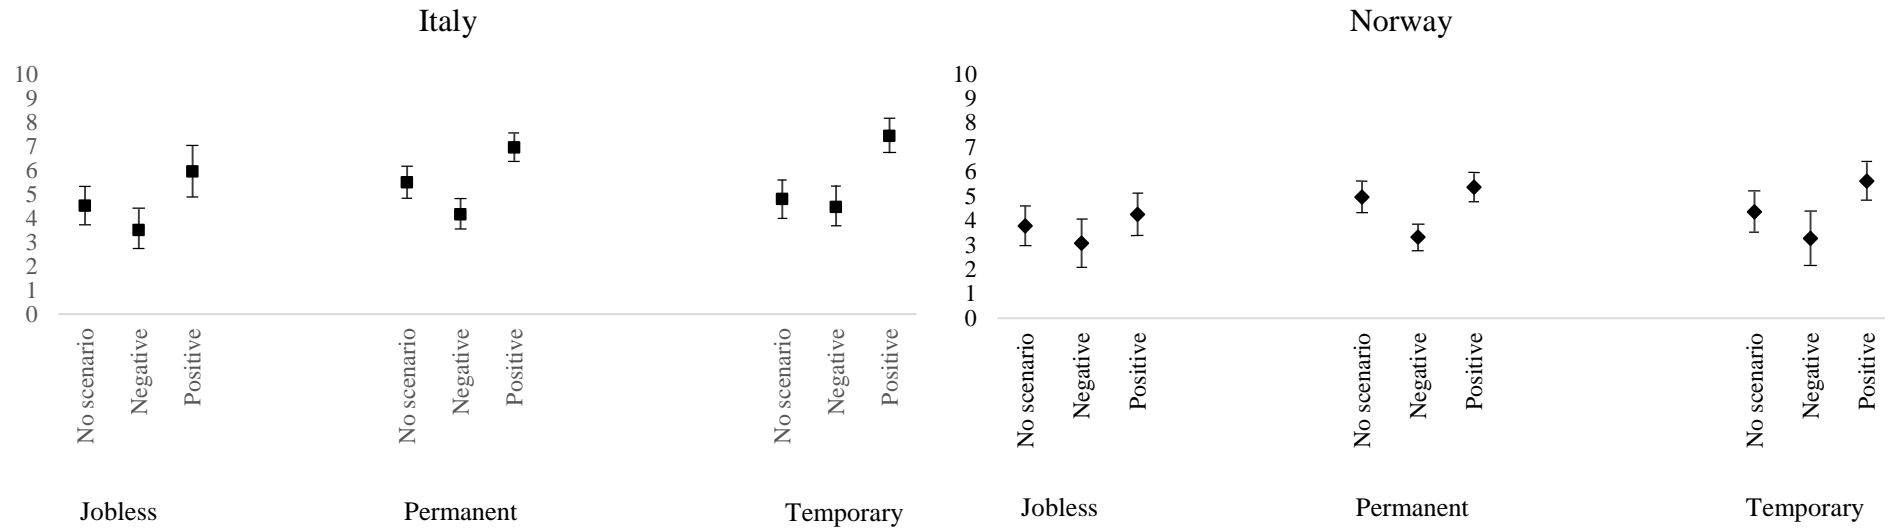 Italy
10
9
8
7
6
5
4
3
2
1
0
No scenario
Negative
Positive
No scenario
Negative
Positive
No scenario
Negative
Positive
Jobless
Permanent
Temporary
Norway
10
9
8
7
6
5
4
3
2
1
0
No scenario
Negative
Positive
No scenario
Negative
Positive
No scenario
Negative
Positive
Jobless
Permanent
Temporary